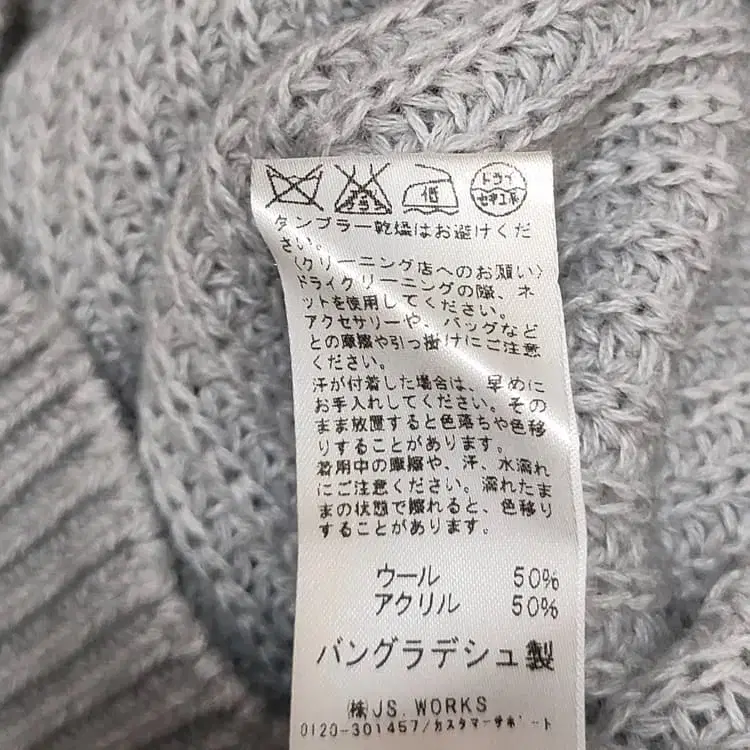 エンソサラシ
低
ドライ
セキユ系
タンブラー乾燥はお避けくだ
さい。
〈クリーニング店へのお願い〉
ドライクリーニングの際、ネ
ットを使用してください。
アクセサリーや、バッグなど
との摩擦や引っ掛けにご注意
ください。
汗が付着した場合は、早めに
お手入れしてください。その
まま放置すると色落ちや色移
りすることがあります。
着用中の摩擦や、汗、水濡れ
にご注意ください。濡れたま
まの状態で擦れると、色移り
することがあります。
ウール 50%
アクリル 50%
バングラデシュ製
㈱JS.WORKS
0120-301457/カスタマーサポート